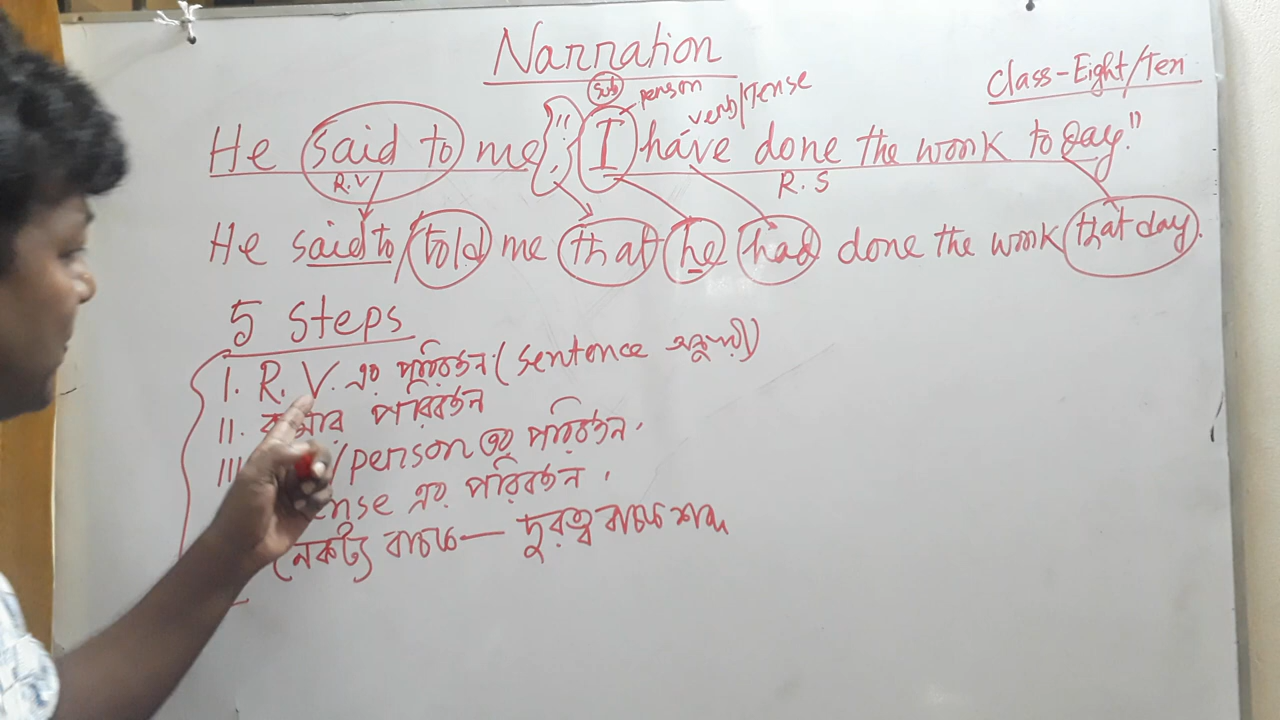 Narration
Class-Eight/Ten
sub person verb/Tense
He said to me, "I have done the work to day."
R.V R.S
He said to/told me that he had done the work that day.
5 Steps
I. R. V. এর পরিবর্তন (Sentence অনুযায়ী)
II. কমার পরিবর্তন
III. /person এর পরিবর্তন.
ense এর পরিবর্তন.
নৈকট্য বাচক — দূরত্ব বাচক শব্দ